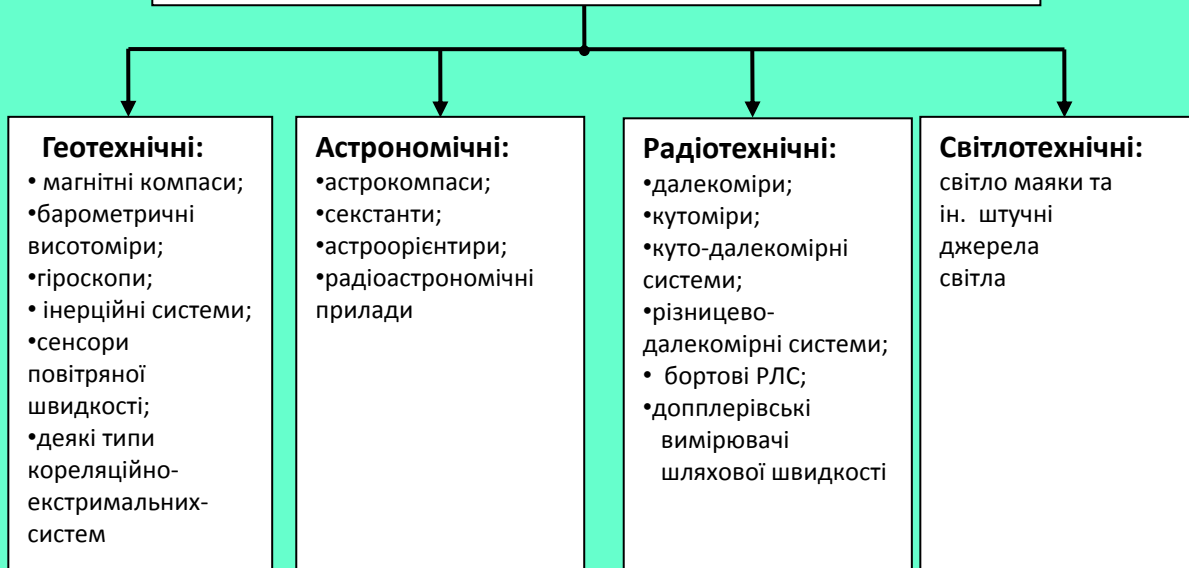 Геотехнічні:
• магнітні компаси;
•барометричні
висотоміри;
•гіроскопи;
• інерційні системи;
•сенсори
повітряної
швидкості;
•деякі типи
кореляційно-
екстримальних-
систем
Астрономічні:
•астрокомпаси;
•секстанти;
•астроорієнтири;
•радіоастрономічні
прилади
Радіотехнічні:
•далекоміри;
•кутоміри;
•куто-далекомірні
системи;
•різницево-
далекомірні системи;
• бортові РЛС;
•допплерівські
вимірювачі
шляхової швидкості
Світлотехнічні:
світло маяки та
ін. штучні
джерела
світла